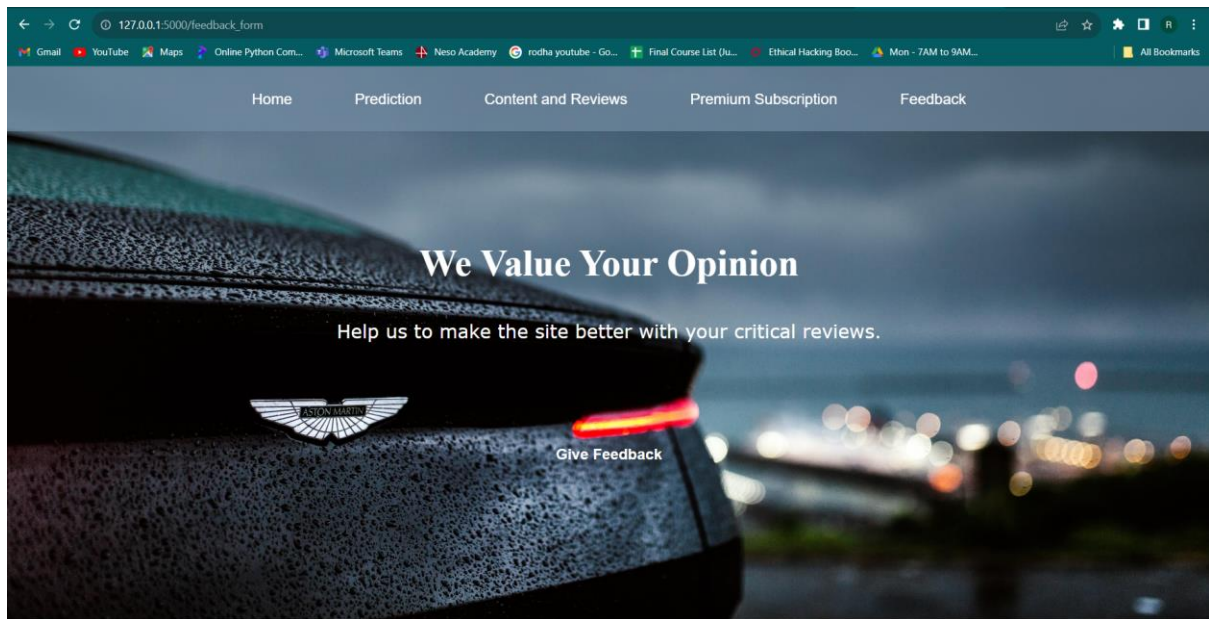 127.0.0.1:5000/feedback_form
R
Gmail YouTube Maps Online Python Com... Microsoft Teams Neso Academy rodha youtube - Go... Final Course List (Ju... Ethical Hacking Boo... Mon - 7AM to 9AM... All Bookmarks
Home Prediction Content and Reviews Premium Subscription Feedback
We Value Your Opinion
Help us to make the site better with your critical reviews.
ASTON MARTIN
Give Feedback